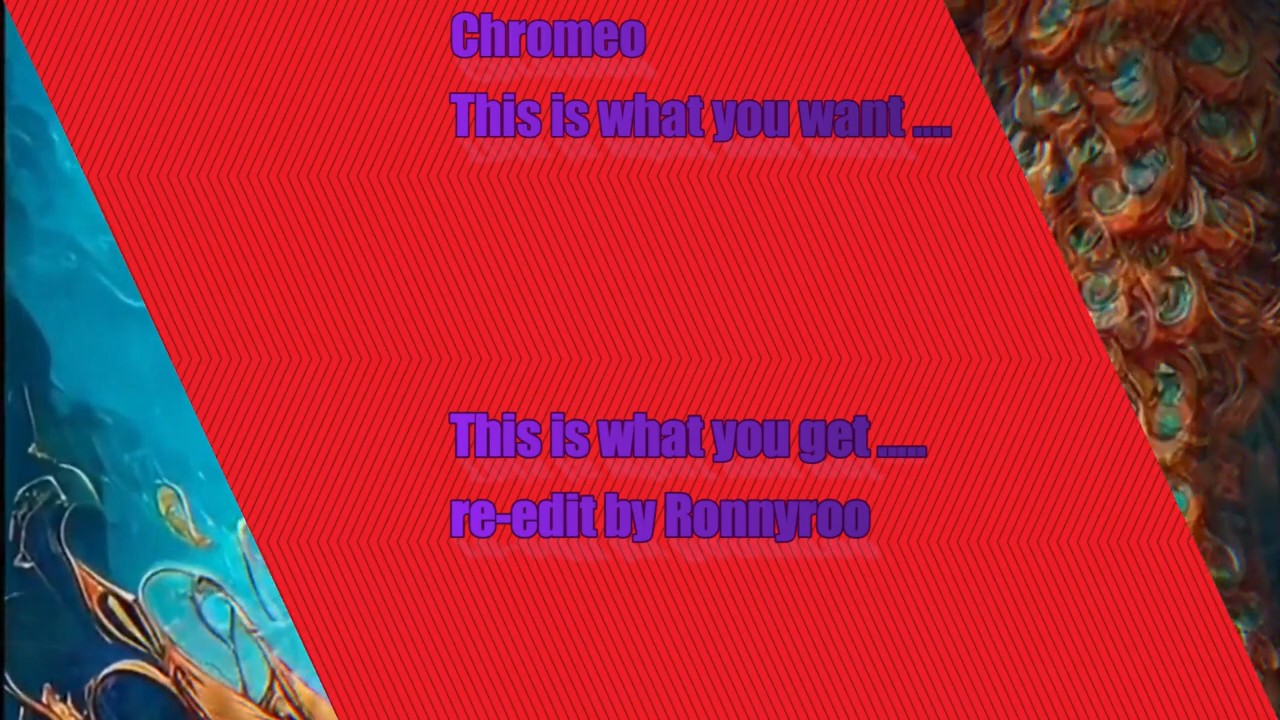 Chromeo
This is what you want ....
This is what you get .....
re-edit by Ronnyroo